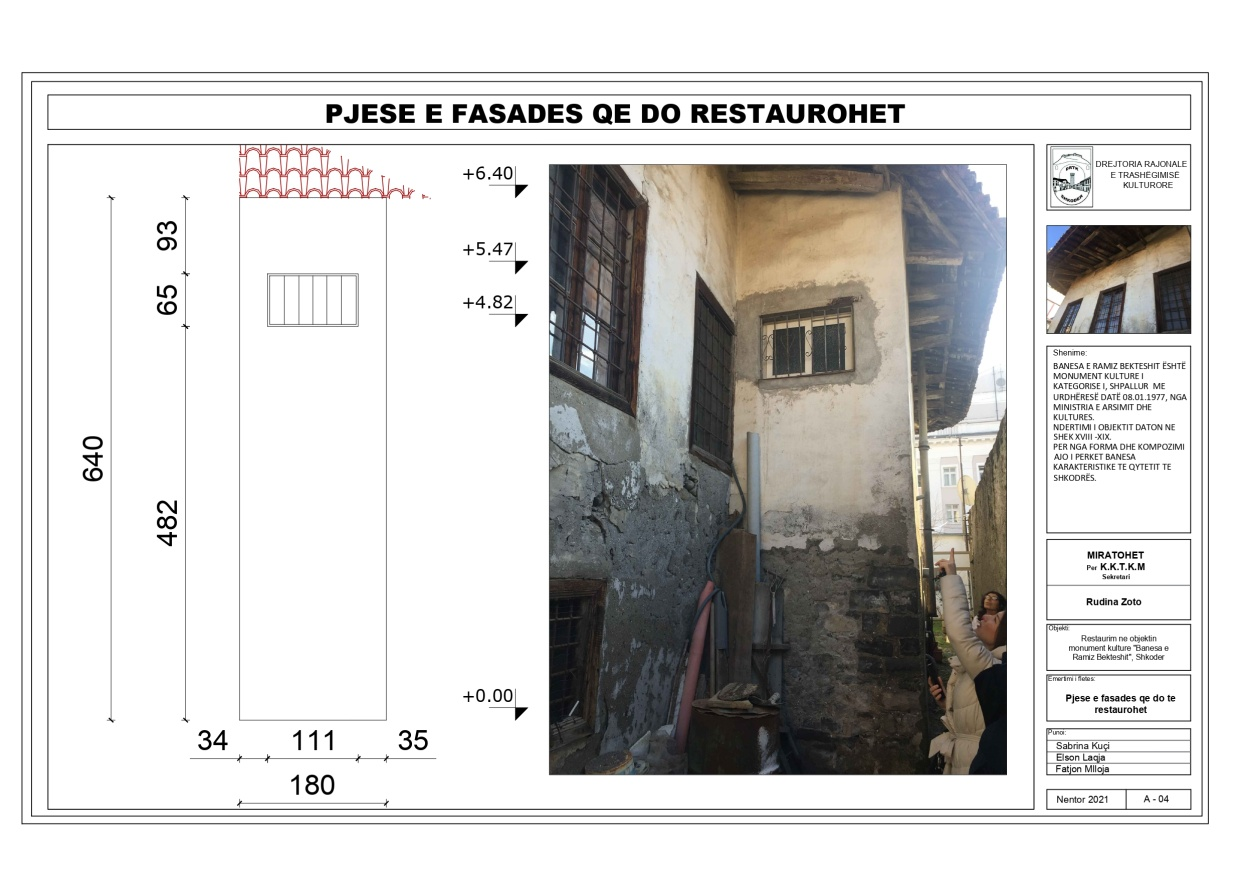 PJESE E FASADES QE DO RESTAUROHET
+6.40
+5.47
+4.82
+0.00
93
65
482
640
34
111
35
180
DREJTORIA RAJONALE
E TRASHËGIMISË
KULTURORE
DRTK
SHKODËR
Shenime:
BANESA E RAMIZ BEKTESHIT ËSHTË
MONUMENT KULTURE I
KATEGORISE I, SHPALLUR ME
URDHËRESË DATË 08.01.1977, NGA
MINISTRIA E ARSIMIT DHE
KULTURES.
NDERTIMI I OBJEKTIT DATON NE
SHEK XVIII -XIX.
PER NGA FORMA DHE KOMPOZIMI
AJO I PERKET BANESA
KARAKTERISTIKE TE QYTETIT TE
SHKODRËS.
MIRATOHET
Per K.K.T.K.M
Sekretari
Rudina Zoto
Objekti:
Restaurim ne objektin
monument kulture "Banesa e
Ramiz Bekteshit", Shkoder
Emertimi i fletes:
Pjese e fasades qe do te
restaurohet
Punoi:
Sabrina Kuçi
Elson Laqja
Fatjon Mlloja
Nentor 2021
A - 04